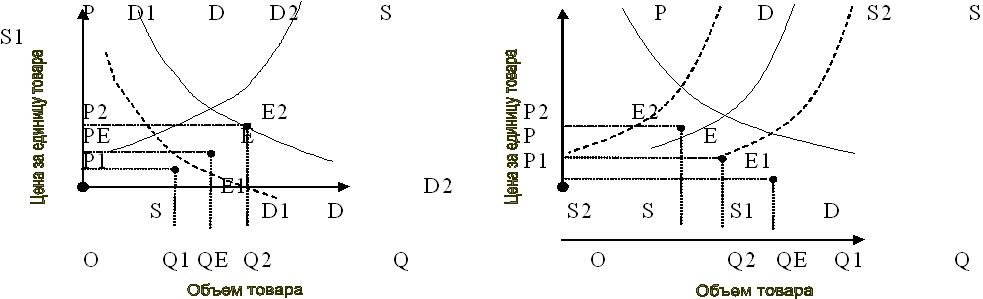 P D1 D D2 S
S1
Цена за единицу товара
P2 E2
PE E
P1
E1 D2
S D1 D
O Q1 QE Q2 Q
Объем товара
P D S2 S
Цена за единицу товара
P2 E2
P E
P1 E1
S2 S S1 D
O Q2 QE Q1 Q
Объем товара